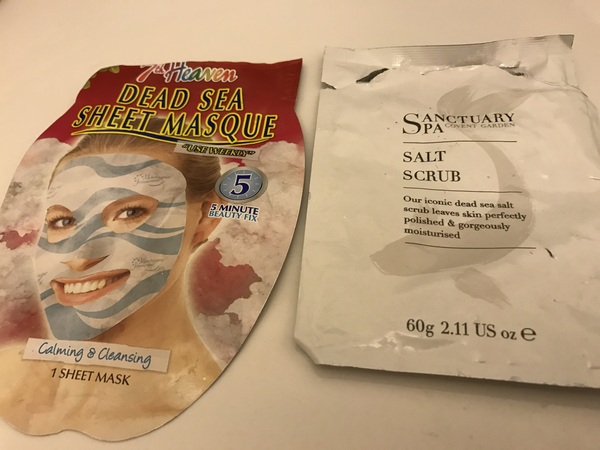 7th Heaven
DEAD SEA
SHEET MASQUE
"USE WEEKLY"
5
5 MINUTE
BEAUTY FIX
Calming & Cleansing
1 SHEET MASK
SANCTUARY
SPA COVENT GARDEN
SALT
SCRUB
Our iconic dead sea salt
scrub leaves skin perfectly
polished & gorgeously
moisturised
60g 2.11 US oz ℮